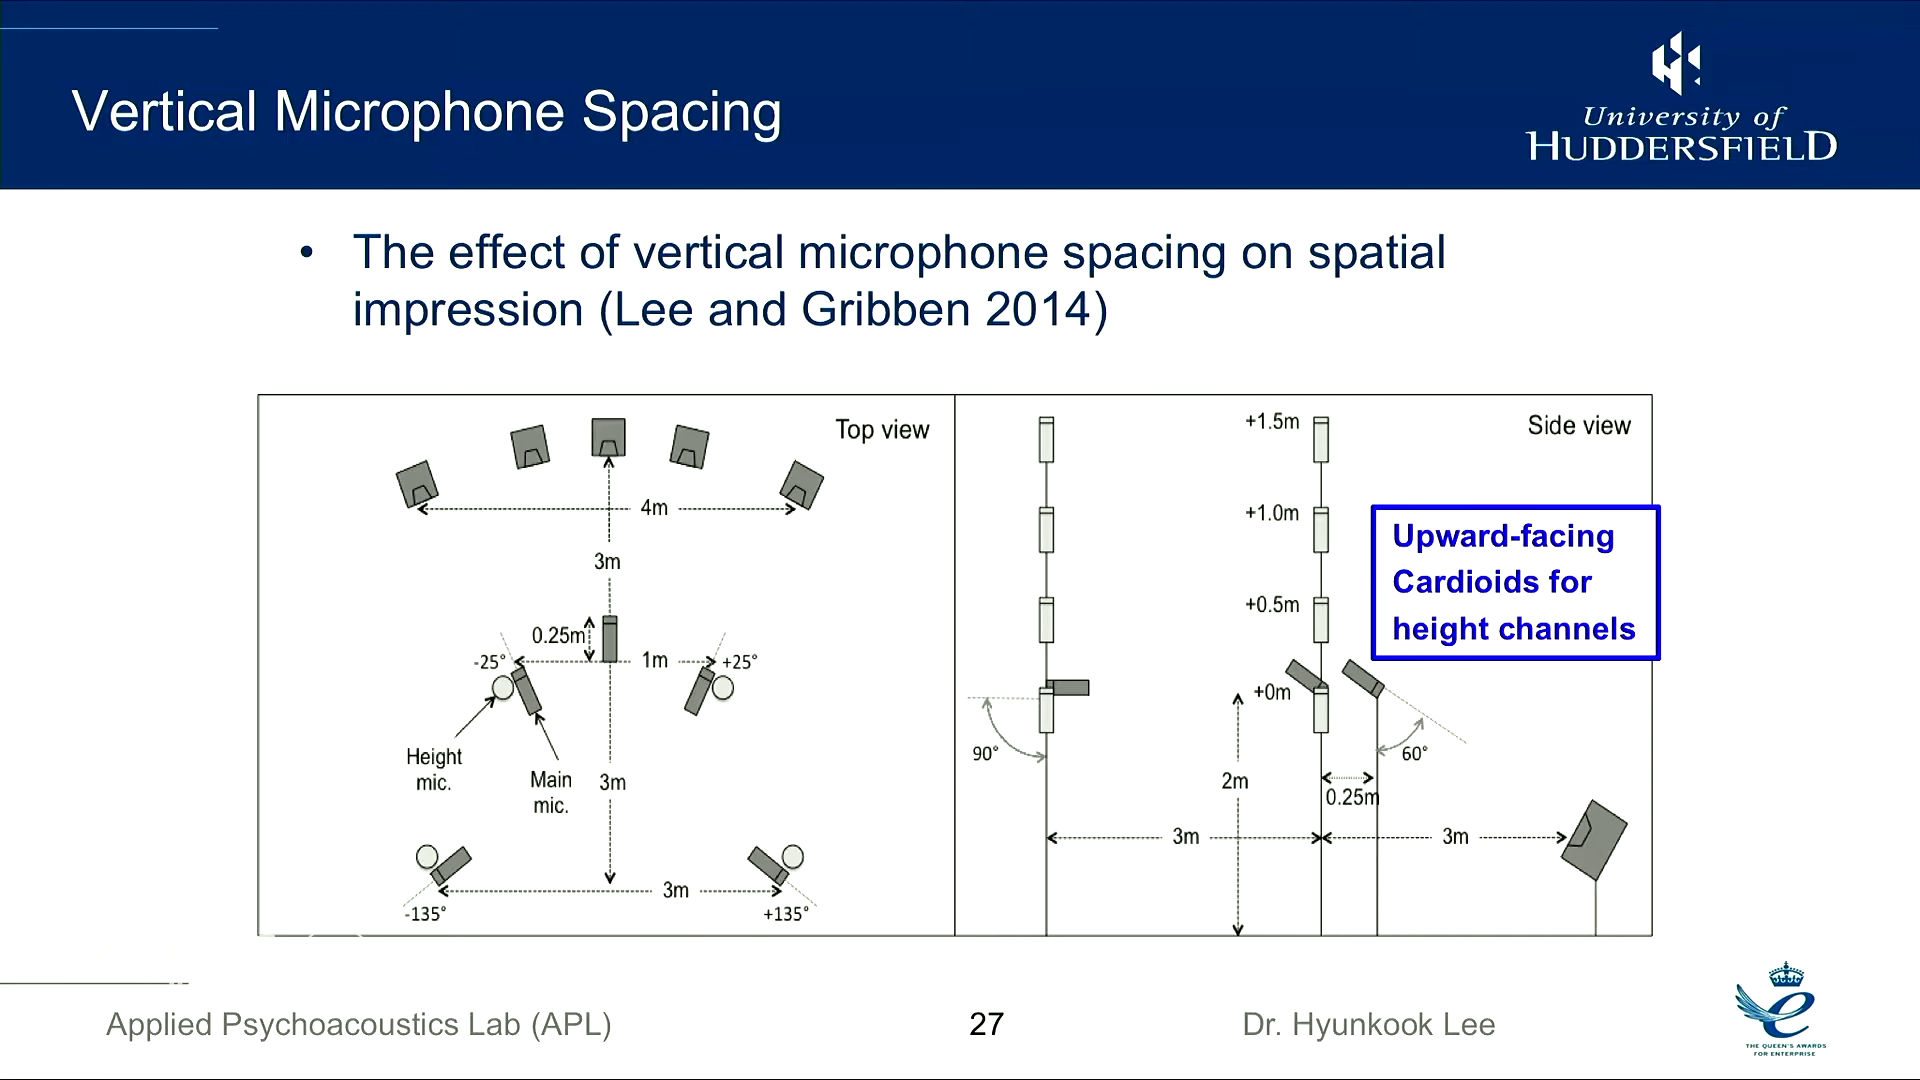 Vertical Microphone Spacing
University of
HUDDERSFIELD
• The effect of vertical microphone spacing on spatial
impression (Lee and Gribben 2014)
Top view
4m
3m
0.25m
-25°
1m
+25°
Height
mic.
Main
mic.
3m
3m
-135°
+135°
Side view
+1.5m
+1.0m
+0.5m
+0m
Upward-facing
Cardioids for
height channels
90°
60°
2m
0.25m
3m
3m
Applied Psychoacoustics Lab (APL)
27
Dr. Hyunkook Lee
THE QUEEN'S AWARDS
FOR ENTERPRISE